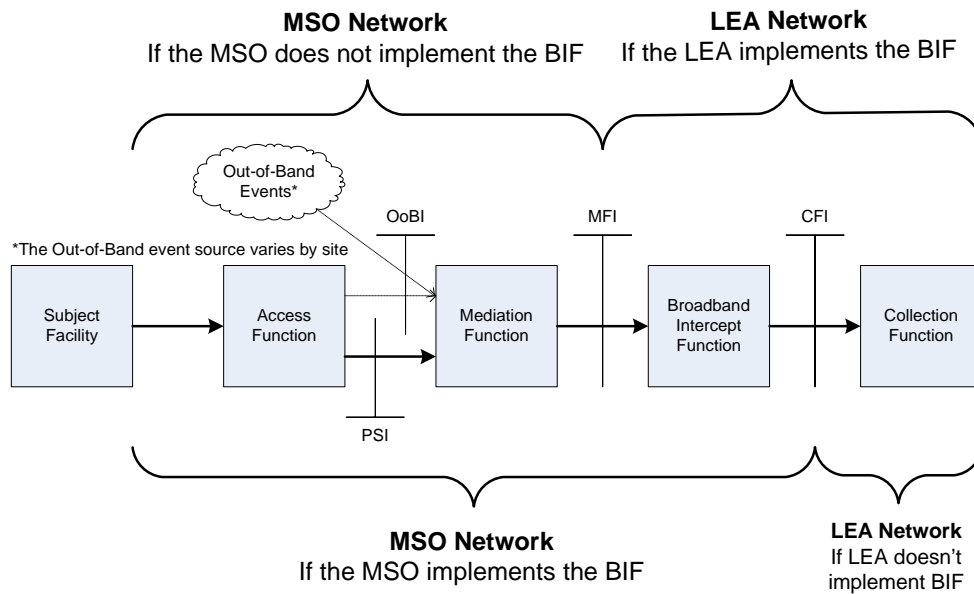 MSO Network
If the MSO does not implement the BIF
LEA Network
If the LEA implements the BIF
Out-of-Band
Events*
OoBI
MFI
CFI
*The Out-of-Band event source varies by site
Subject
Facility
Access
Function
Mediation
Function
Broadband
Intercept
Function
Collection
Function
PSI
MSO Network
If the MSO implements the BIF
LEA Network
If LEA doesn't
implement BIF